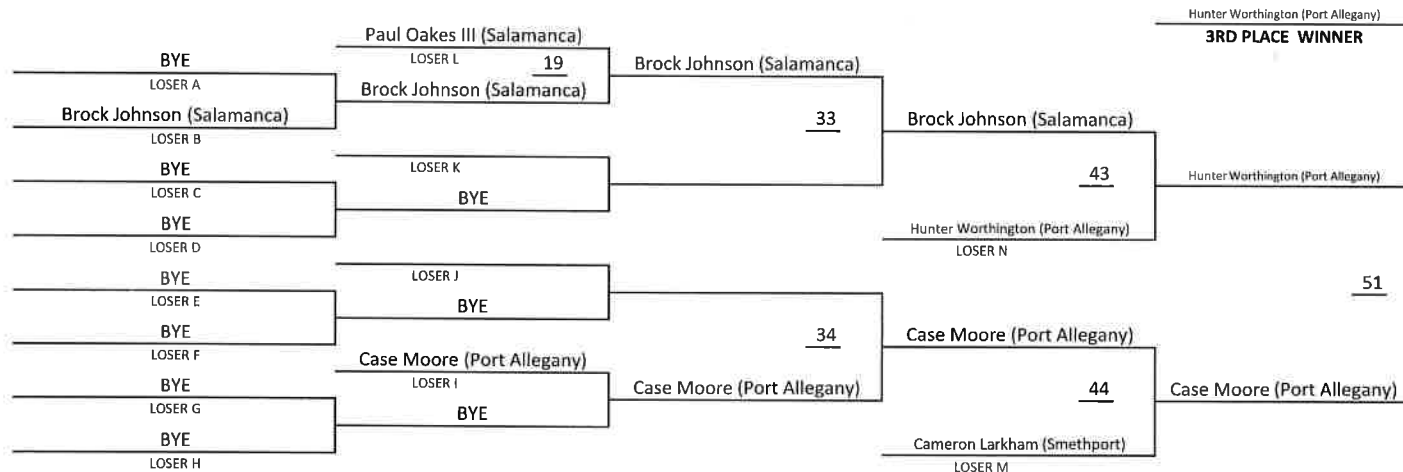 Hunter Worthington (Port Allegany)
3RD PLACE WINNER
Paul Oakes III (Salamanca)
LOSER L
19
BYE
LOSER A
Brock Johnson (Salamanca)
Brock Johnson (Salamanca)
Brock Johnson (Salamanca)
LOSER B
33
Brock Johnson (Salamanca)
BYE
LOSER C
LOSER K
BYE
43
Hunter Worthington (Port Allegany)
BYE
LOSER D
Hunter Worthington (Port Allegany)
LOSER N
BYE
LOSER E
LOSER J
BYE
51
BYE
LOSER F
34
Case Moore (Port Allegany)
Case Moore (Port Allegany)
LOSER I
BYE
LOSER G
BYE
Case Moore (Port Allegany)
44
Case Moore (Port Allegany)
BYE
LOSER H
Cameron Larkham (Smethport)
LOSER M